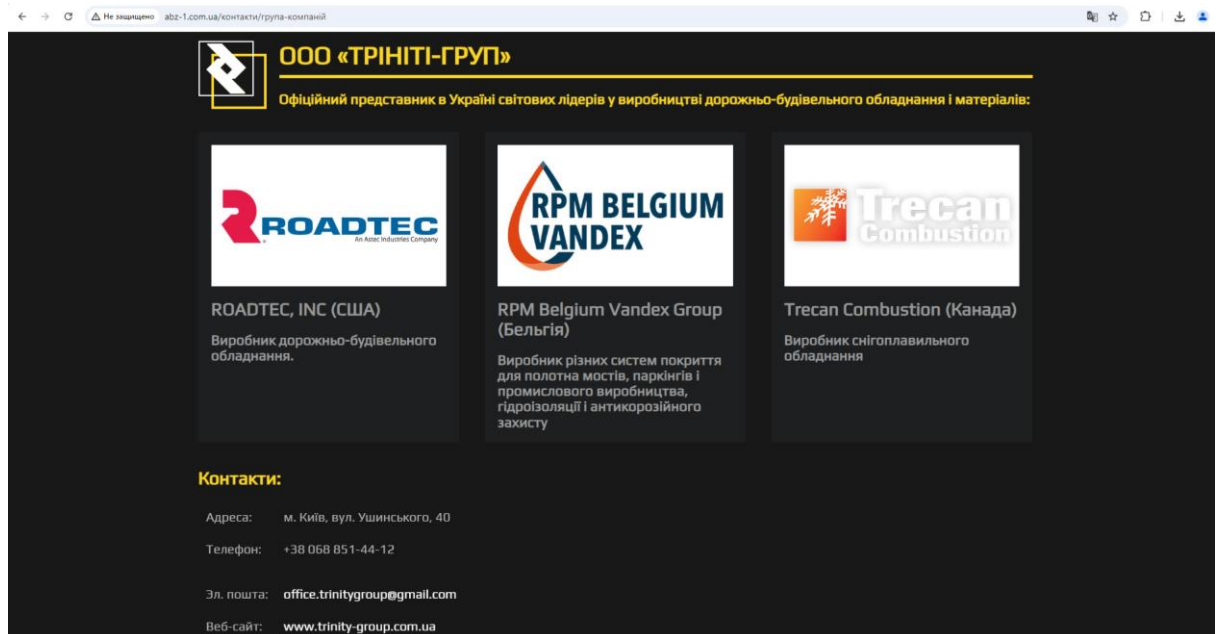 Не защищено abz-1.com.ua/контакти/група-компаній
ООО «ТРІНІТІ-ГРУП»
Офіційний представник в Україні світових лідерів у виробництві дорожньо-будівельного обладнання і матеріалів:
ROADTEC
An Astec Industries Company
ROADTEC, INC (США)
Виробник дорожньо-будівельного
обладнання.
RPM BELGIUM
VANDEX
RPM Belgium Vandex Group
(Бельгія)
Виробник різних систем покриття
для полотна мостів, паркінгів і
промислового виробництва,
гідроізоляції і антикорозійного
захисту
Trecan
Combustion
Trecan Combustion (Канада)
Виробник снігоплавильного
обладнання
Контакти:
Адреса: м. Київ, вул. Ушинського, 40
Телефон: +38 068 851-44-12
Эл. пошта: office.trinitygroup@gmail.com
Веб-сайт: www.trinity-group.com.ua